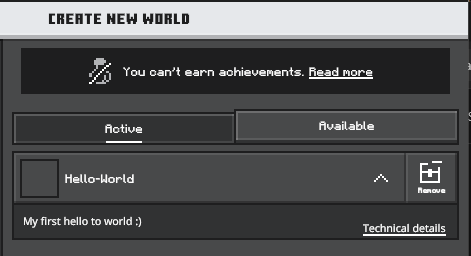 CREATE NEW WORLD
You can't earn achievements. Read more
Active
Available
Hello-World
Remove
My first hello to world :)
Technical details